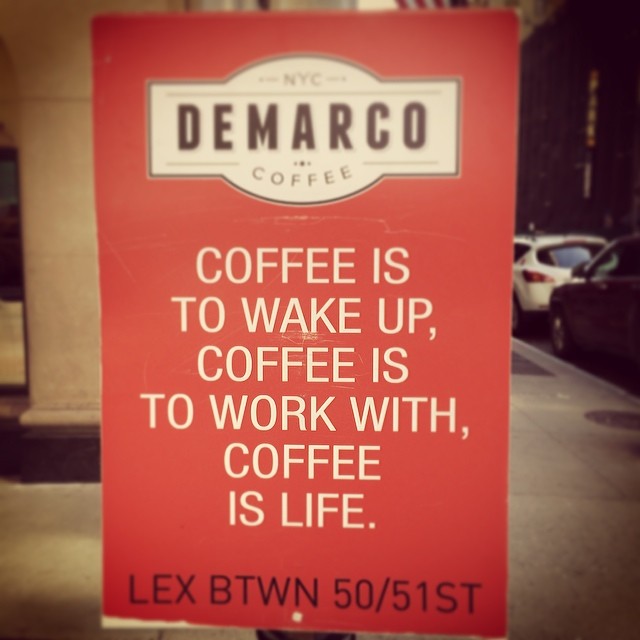 NYC
DEMARCO
COFFEE
COFFEE IS
TO WAKE UP,
COFFEE IS
TO WORK WITH,
COFFEE
IS LIFE.
LEX BTWN 50/51ST